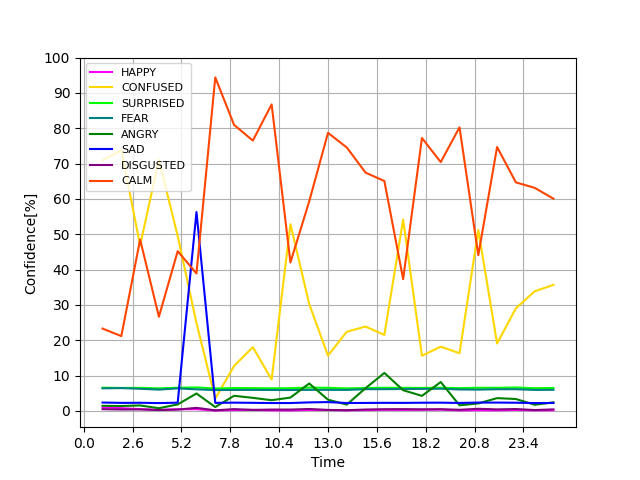 100
90
80
70
60
50
40
30
20
10
0
Confidence[%]
HAPPY
CONFUSED
SURPRISED
FEAR
ANGRY
SAD
DISGUSTED
CALM
0.0 2.6 5.2 7.8 10.4 13.0 15.6 18.2 20.8 23.4
Time